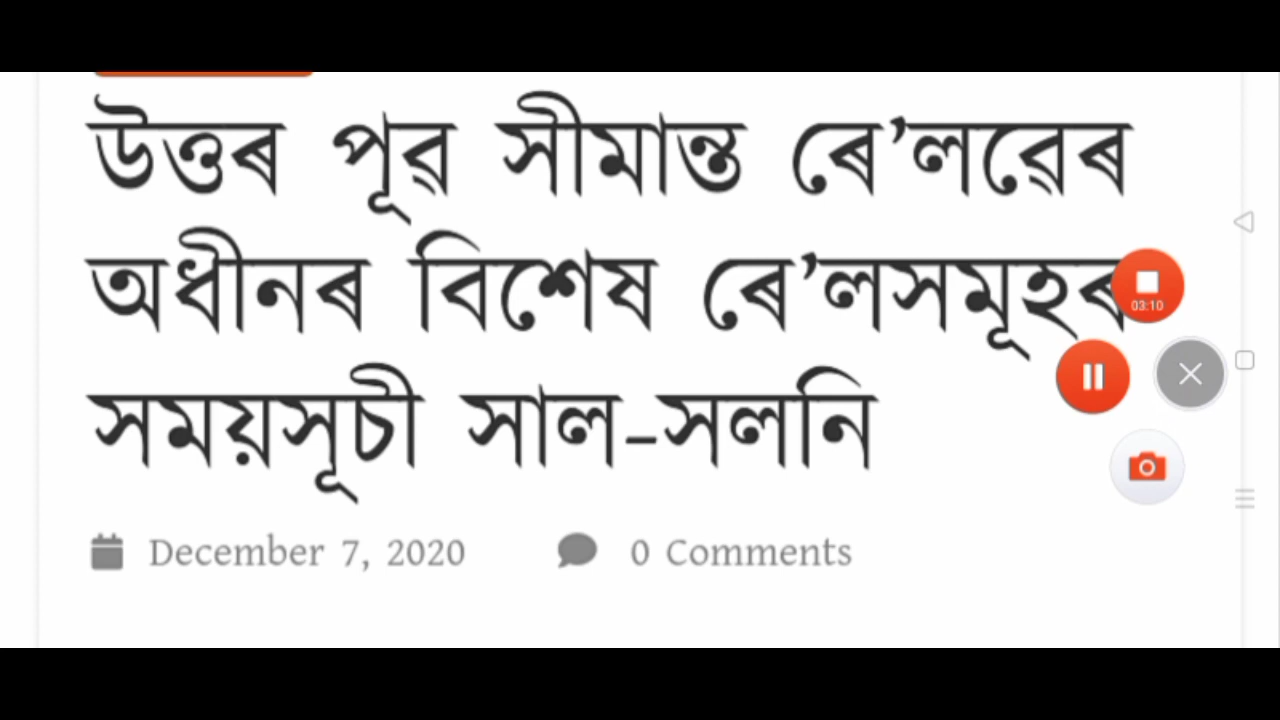 উত্তৰ পূৱ সীমান্ত ৰে’লৱেৰ
অধীনৰ বিশেষ ৰে’লসমূহৰ
03:10
সময়সূচী সাল-সলনি
December 7, 2020 0 Comments